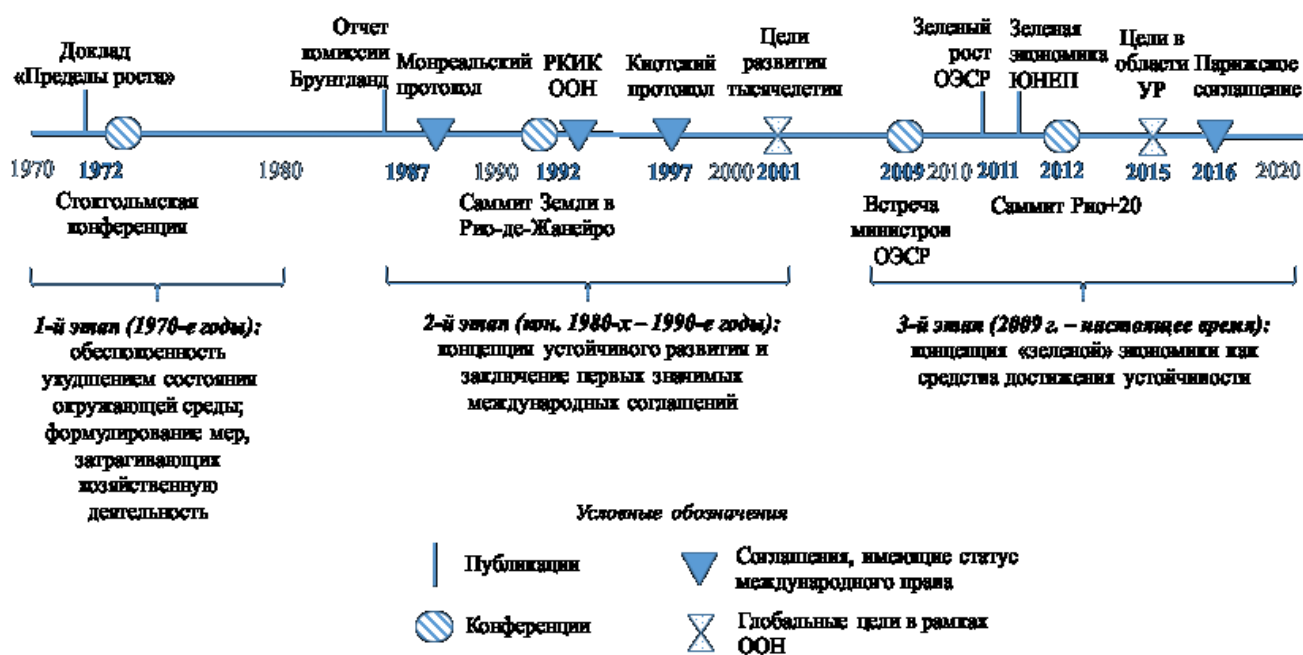 Доклад
«Пределы роста»
Отчет
комиссии
Брунтланд
Монреальский
протокол
РКИК
ООН
Киотский
протокол
Цели
развития
тысячелетия
Зеленый
рост
ОЭСР
Зеленая
экономика
ЮНЕП
Цели в
области
УР
Парижское
соглашение
1970 1972 1980 1987 1990 1992 1997 2000 2001 2009 2010 2011 2012 2015 2016 2020
Стокгольмская
конференция
Саммит Земли в
Рио-де-Жанейро
Встреча
министров
ОЭСР
Саммит Рио+20
1-й этап (1970-е годы):
обеспокоенность
ухудшением состояния
окружающей среды;
формулирование мер,
затрагивающих
хозяйственную
деятельность
2-й этап (кон. 1980-х – 1990-е годы):
концепция устойчивого развития и
заключение первых значимых
международных соглашений
3-й этап (2009 г. – настоящее время):
концепция «зеленой» экономики как
средства достижения устойчивости
Условные обозначения
Публикации
Соглашения, имеющие статус
международного права
Конференции
Глобальные цели в рамках
ООН